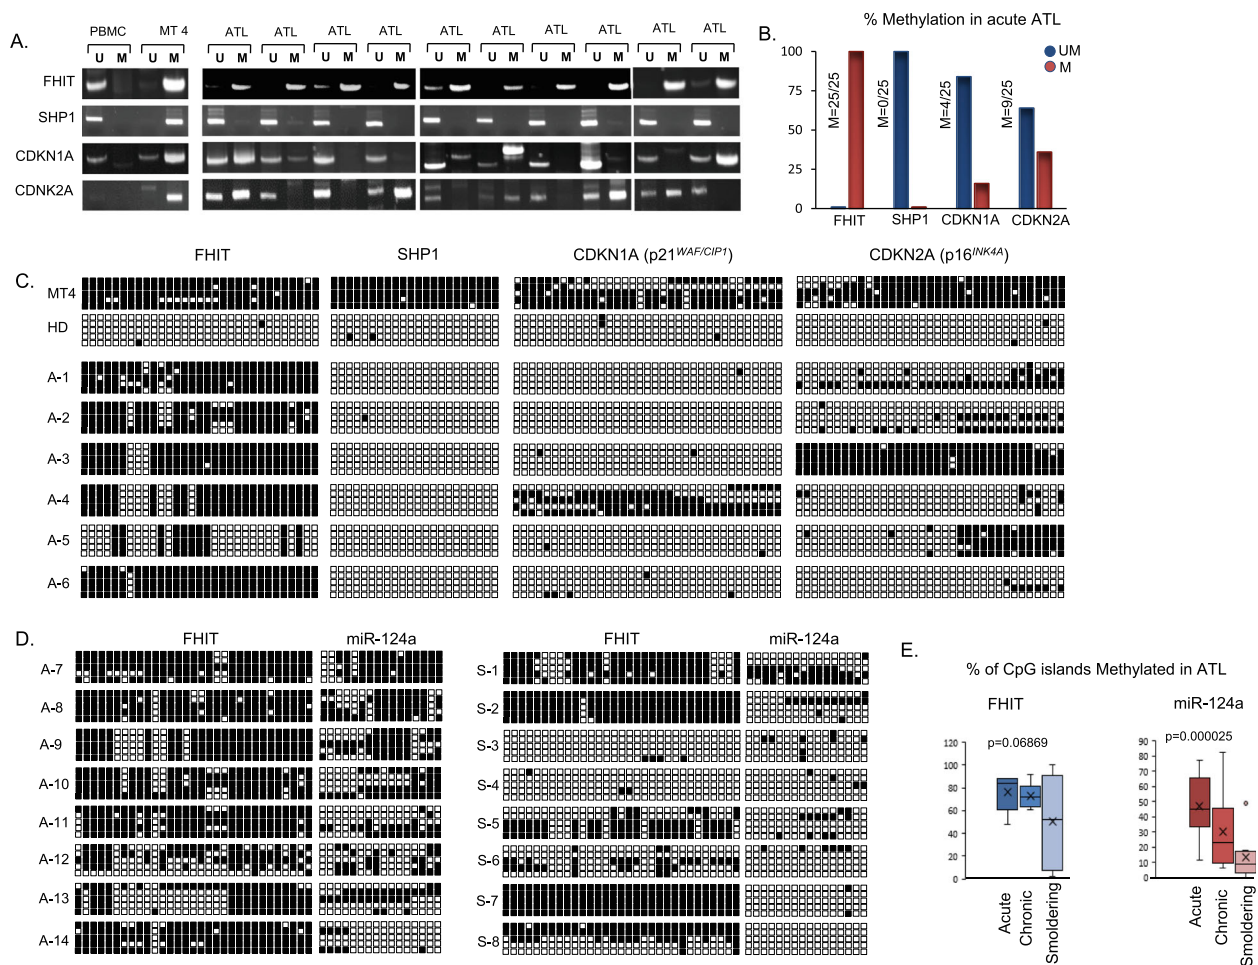 A.
PBMC MT 4 ATL ATL ATL ATL ATL ATL ATL ATL ATL ATL
U M U M U M U M U M U M U M U M U M U M U M U M
FHIT
SHP1
CDKN1A
CDNK2A
B.
% Methylation in acute ATL
UM
M
100
75
50
25
0
M=25/25
M=0/25
M=4/25
M=9/25
FHIT SHP1 CDKN1A CDKN2A
C.
FHIT SHP1 CDKN1A (p21WAF/CIP1) CDKN2A (p16INK4A)
MT4
HD
A-1
A-2
A-3
A-4
A-5
A-6
D.
FHIT miR-124a
A-7
A-8
A-9
A-10
A-11
A-12
A-13
A-14
FHIT miR-124a
S-1
S-2
S-3
S-4
S-5
S-6
S-7
S-8
E.
% of CpG islands Methylated in ATL
FHIT
p=0.06869
120
100
80
60
40
20
0
Acute
Chronic
Smoldering
miR-124a
p=0.000025
90
80
70
60
50
40
30
20
10
0
Acute
Chronic
Smoldering